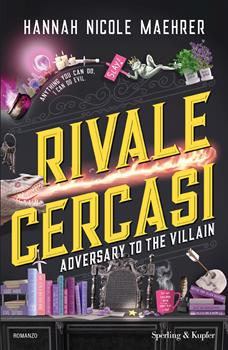 HANNAH NICOLE MAEHRER
ANYTHING YOU CAN DO,
I CAN DO EVIL
SLAY!
RIVALE
CERCASI
ADVERSARY TO THE VILLAIN
ROMANZO
Sperling & Kupfer